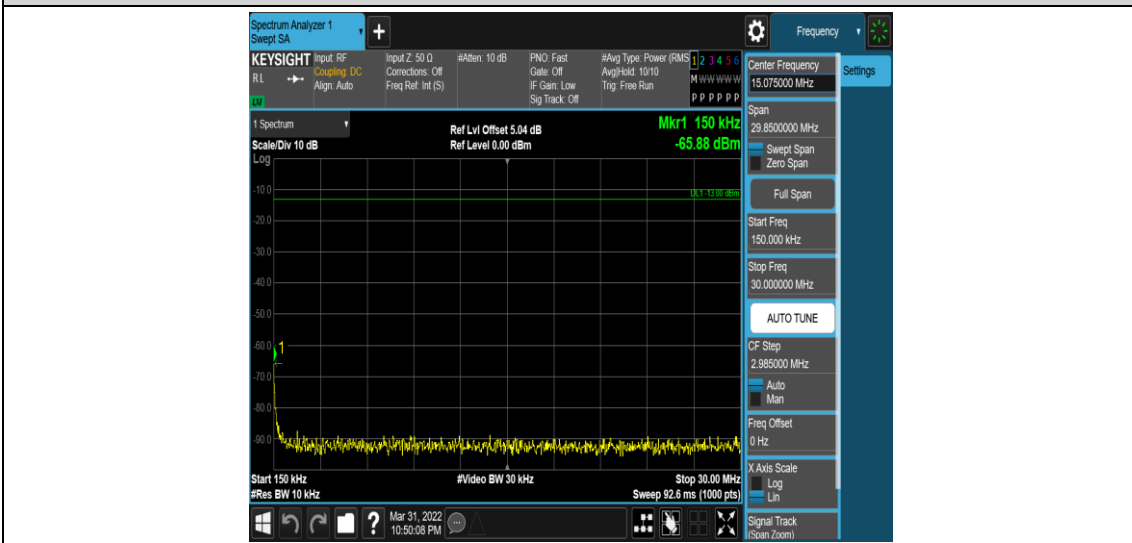 Spectrum Analyzer 1
Swept SA
+
Frequency
KEYSIGHT
RL
LXI
Input: RF
Coupling: DC
Align: Auto
Input Z: 50 Ω
Corrections: Off
Freq Ref: Int (S)
#Atten: 10 dB
PNO: Fast
Gate: Off
IF Gain: Low
Sig Track: Off
#Avg Type: Power (RMS
Avg|Hold: 10/10
Trig: Free Run
1 2 3 4 5 6
M W W W W W
P P P P P P
1 Spectrum
Scale/Div 10 dB
Log
Ref Lvl Offset 5.04 dB
Ref Level 0.00 dBm
Mkr1 150 kHz
-65.88 dBm
DL1 -13.00 dBm
-10.0
-20.0
-30.0
-40.0
-50.0
-60.0
1
-70.0
-80.0
-90.0
Start 150 kHz
#Video BW 30 kHz
Stop 30.00 MHz
#Res BW 10 kHz
Sweep 92.6 ms (1000 pts)
?
Mar 31, 2022
10:50:08 PM
Center Frequency
15.075000 MHz
Settings
Span
29.8500000 MHz
Swept Span
Zero Span
Full Span
Start Freq
150.000 kHz
Stop Freq
30.000000 MHz
AUTO TUNE
CF Step
2.985000 MHz
Auto
Man
Freq Offset
0 Hz
X Axis Scale
Log
Lin
Signal Track
(Span Zoom)